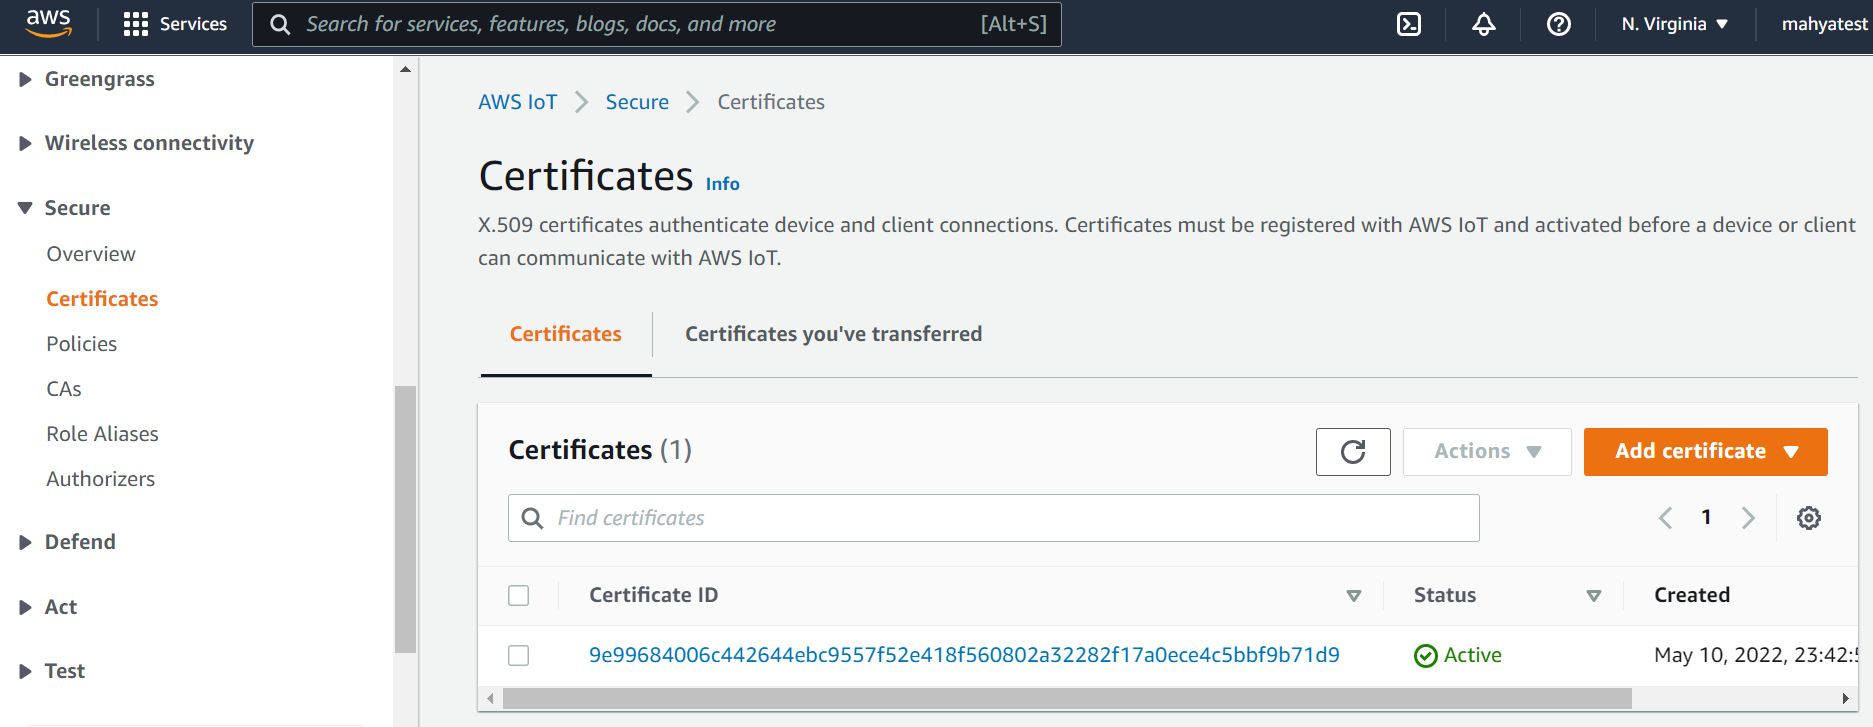 aws
Services
Search for services, features, blogs, docs, and more [Alt+S]
N. Virginia
mahyatest
Greengrass
Wireless connectivity
Secure
Overview
Certificates
Policies
CAs
Role Aliases
Authorizers
Defend
Act
Test
AWS IoT > Secure > Certificates
Certificates Info
X.509 certificates authenticate device and client connections. Certificates must be registered with AWS IoT and activated before a device or client
can communicate with AWS IoT.
Certificates Certificates you've transferred
Certificates (1)
Actions
Add certificate
Find certificates
1
Certificate ID Status Created
9e99684006c442644ebc9557f52e418f560802a32282f17a0ece4c5bbf9b71d9 Active May 10, 2022, 23:42:5